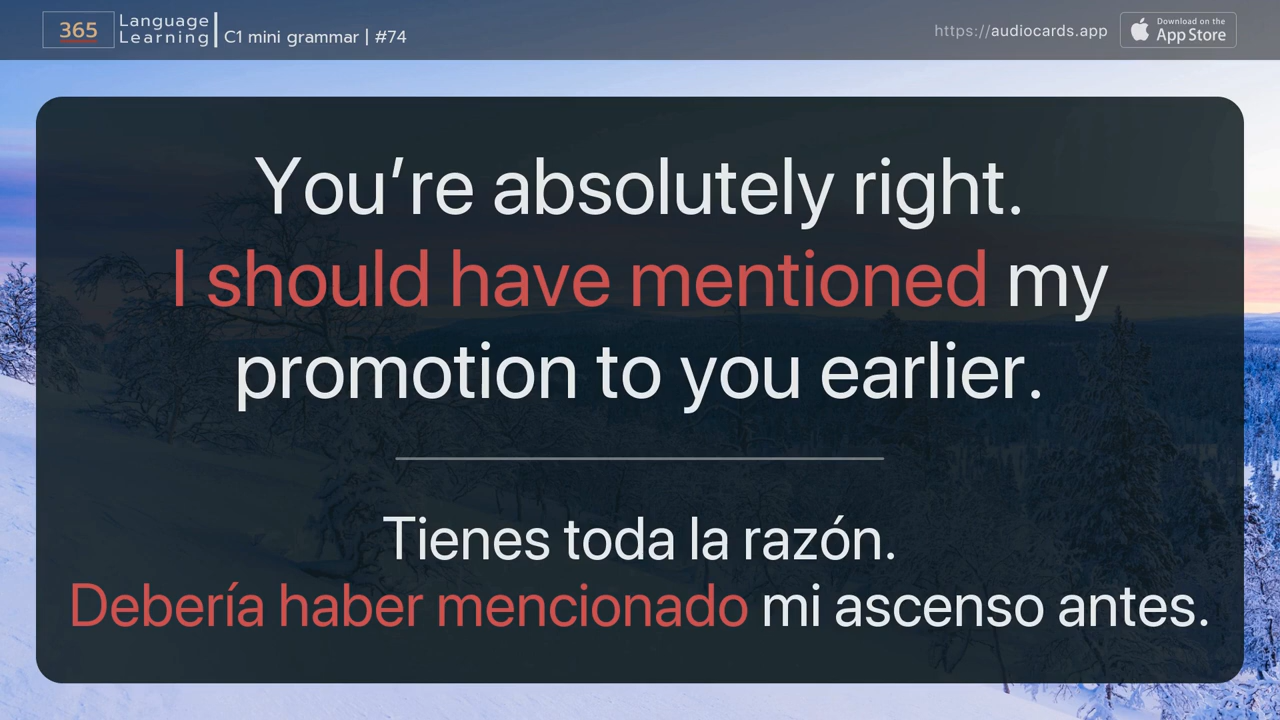 365
Language
Learning
C1 mini grammar | #74
https://audiocards.app
Download on the
App Store
You’re absolutely right.
I should have mentioned my
promotion to you earlier.
Tienes toda la razón.
Debería haber mencionado mi ascenso antes.